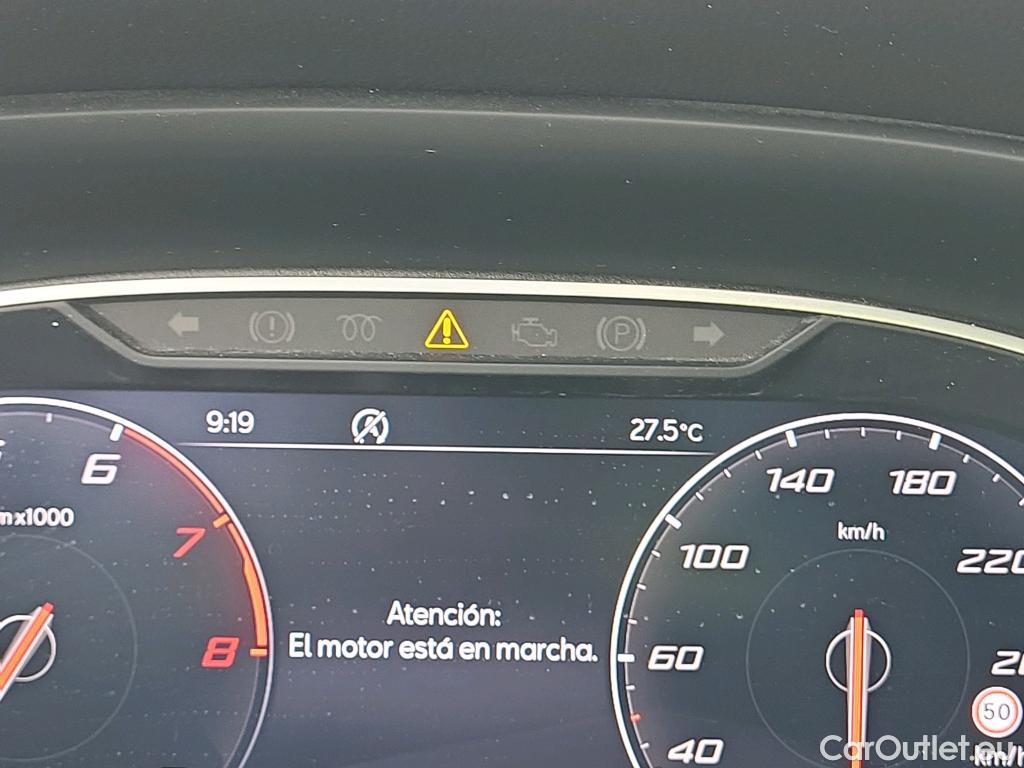 9:19
27.5°C
6
7
8
x1000
40
60
100
140
180
220
km/h
Atención:
El motor está en marcha.
P
50
km/h
CarOutlet.eu